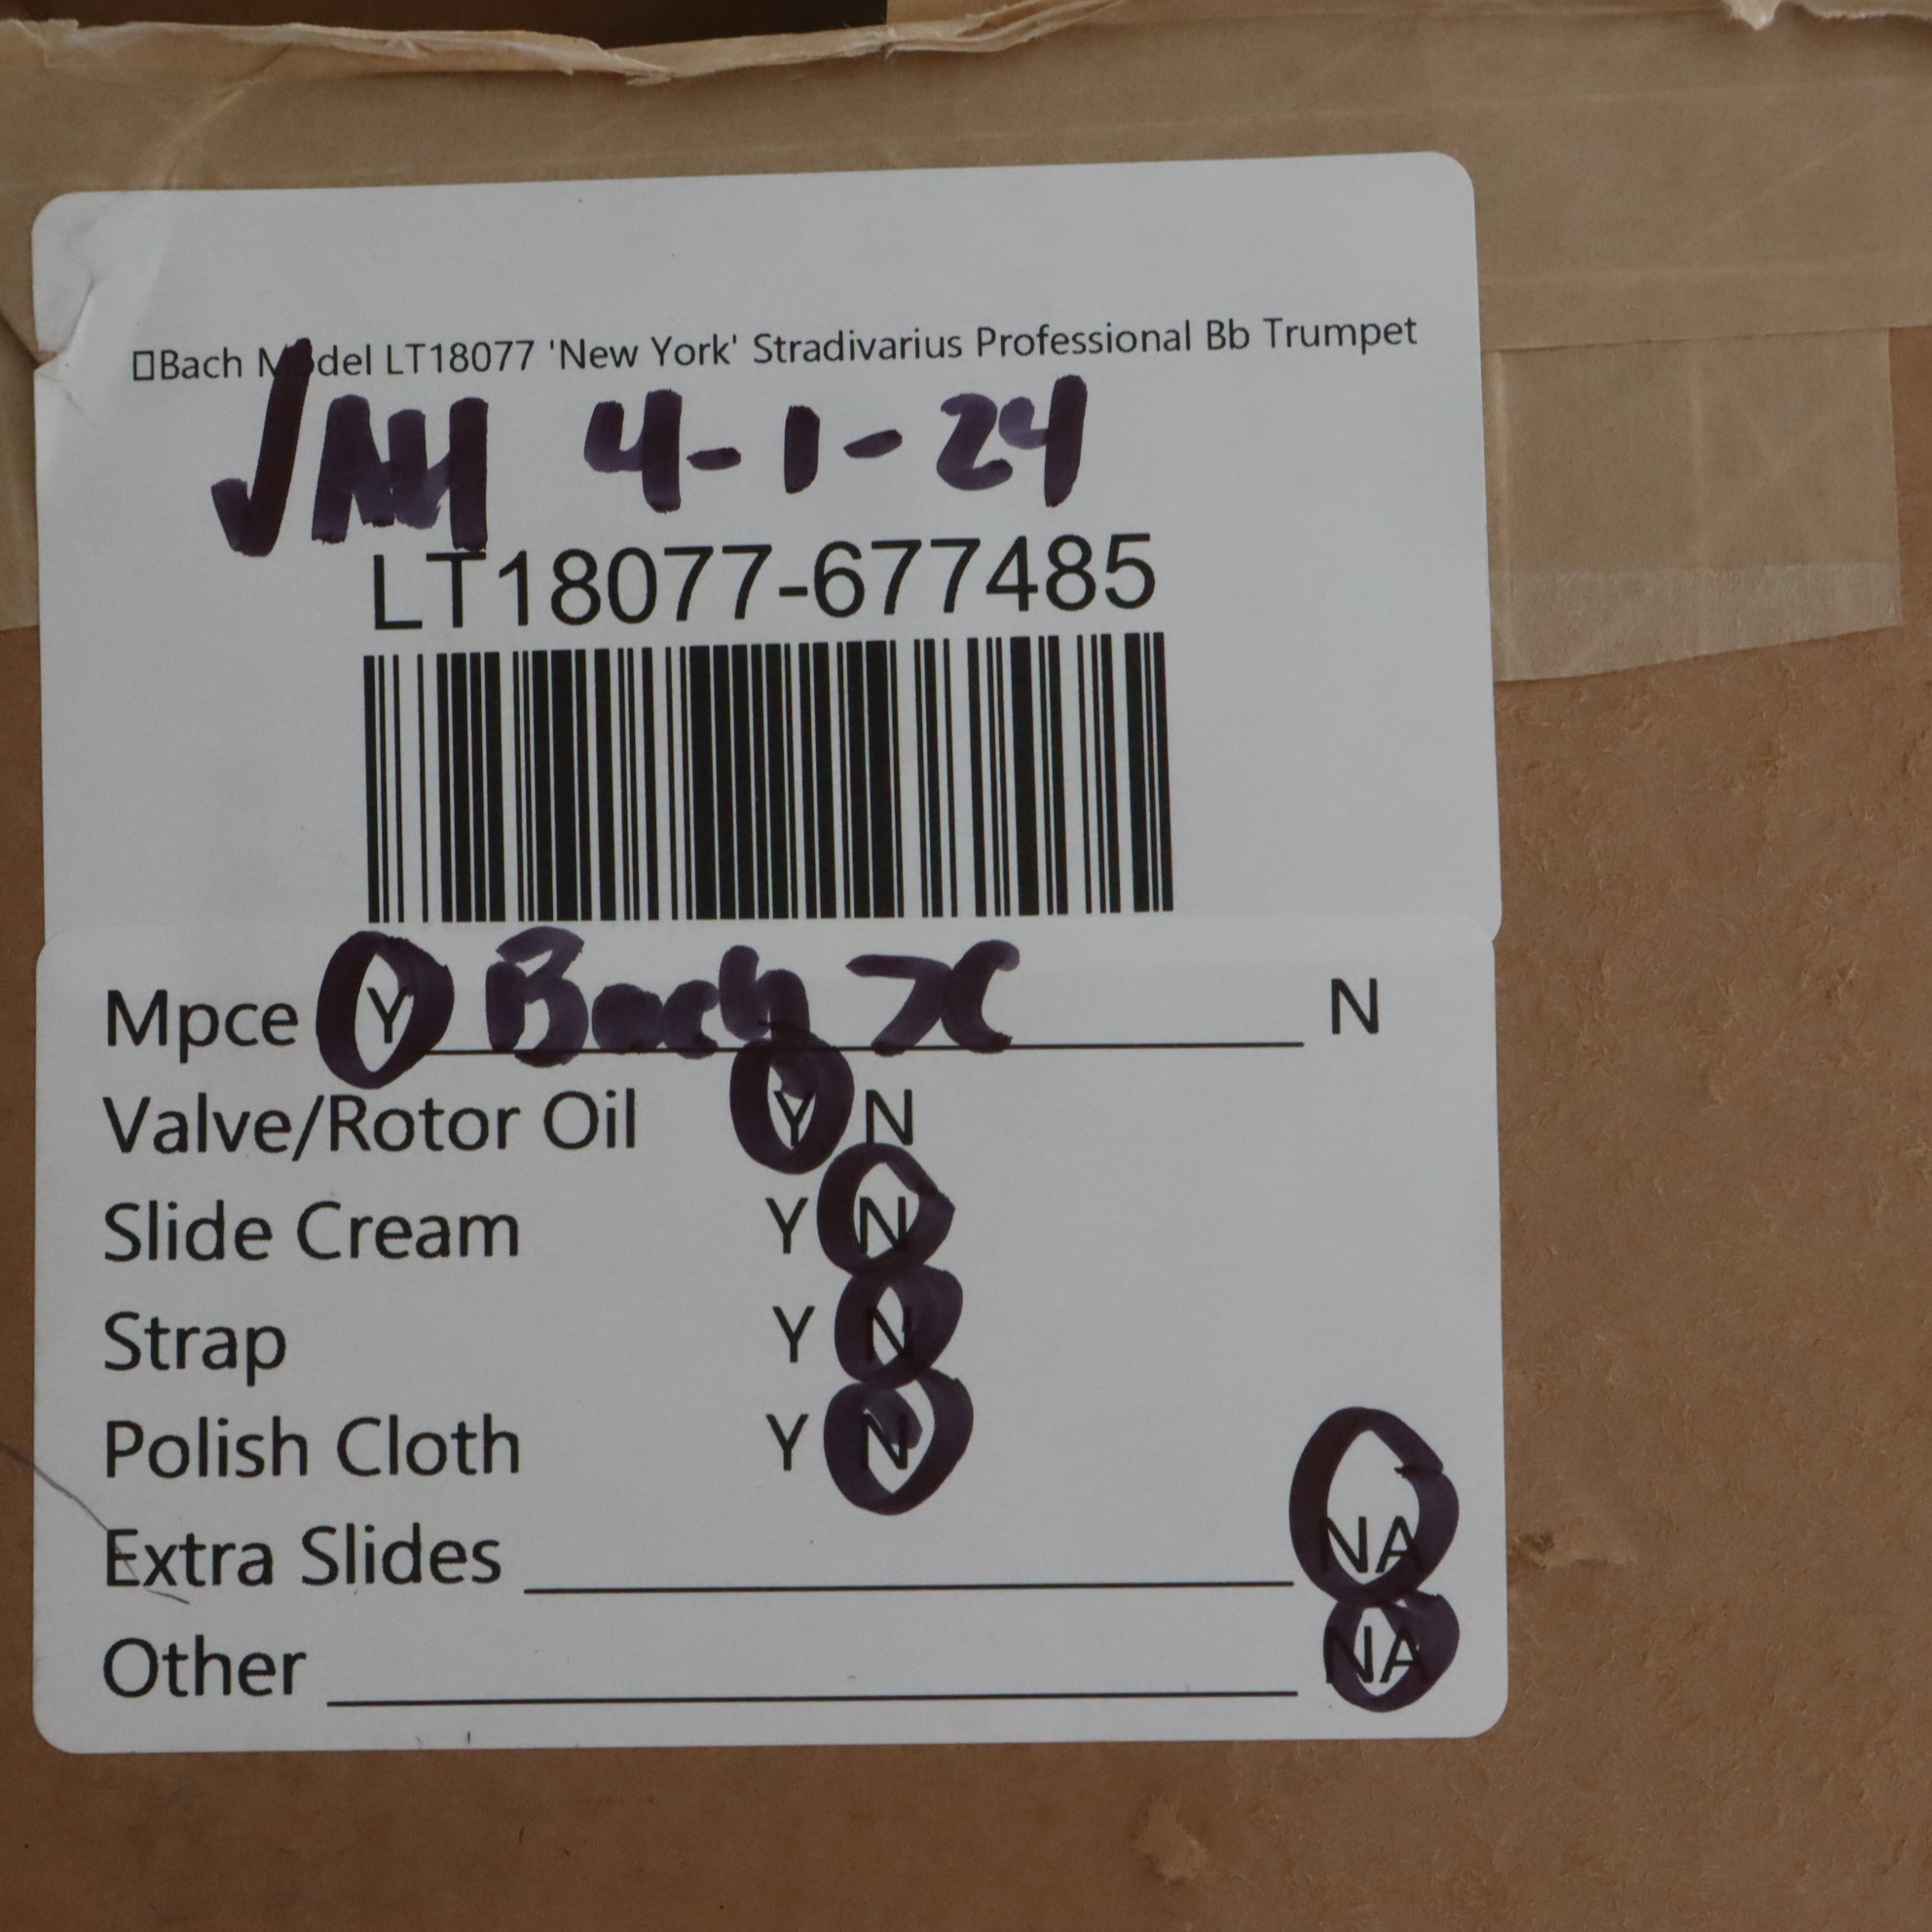 □Bach Model LT18077 'New York' Stradivarius Professional Bb Trumpet
√ 4-1-24
LT18077-677485
Mpce Y Bach 7C N
Valve/Rotor Oil Y N
Slide Cream Y N
Strap Y N
Polish Cloth Y N
Extra Slides NA
Other NA